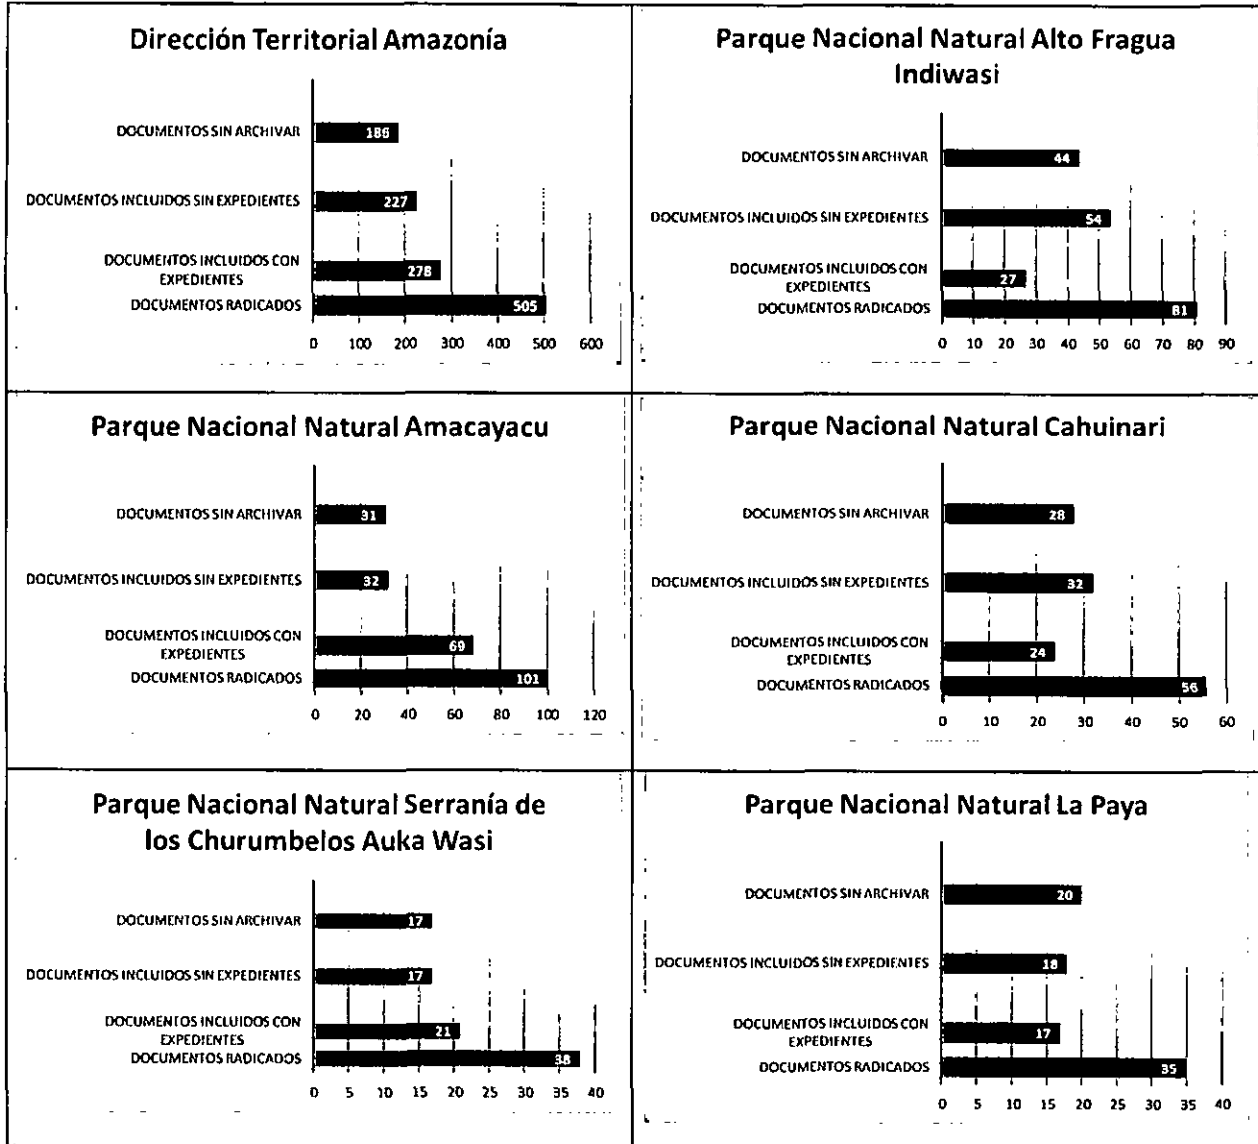 Dirección Territorial Amazonía
DOCUMENTOS SIN ARCHIVAR
186
DOCUMENTOS INCLUIDOS SIN EXPEDIENTES
227
DOCUMENTOS INCLUIDOS CON
EXPEDIENTES
278
DOCUMENTOS RADICADOS
505
0 100 200 300 400 500 600
Parque Nacional Natural Alto Fragua
Indiwasi
DOCUMENTOS SIN ARCHIVAR
44
DOCUMENTOS INCLUIDOS SIN EXPEDIENTES
54
DOCUMENTOS INCLUIDOS CON
EXPEDIENTES
27
DOCUMENTOS RADICADOS
81
0 10 20 30 40 50 60 70 80 90
Parque Nacional Natural Amacayacu
DOCUMENTOS SIN ARCHIVAR
31
DOCUMENTOS INCLUIDOS SIN EXPEDIENTES
32
DOCUMENTOS INCLUIDOS CON
EXPEDIENTES
69
DOCUMENTOS RADICADOS
101
0 20 40 60 80 100 120
Parque Nacional Natural Cahuinari
DOCUMENTOS SIN ARCHIVAR
28
DOCUMENTOS INCLUIDOS SIN EXPEDIENTES
32
DOCUMENTOS INCLUIDOS CON
EXPEDIENTES
24
DOCUMENTOS RADICADOS
56
0 10 20 30 40 50 60
Parque Nacional Natural Serranía de
los Churumbelos Auka Wasi
DOCUMENTOS SIN ARCHIVAR
17
DOCUMENTOS INCLUIDOS SIN EXPEDIENTES
17
DOCUMENTOS INCLUIDOS CON
EXPEDIENTES
21
DOCUMENTOS RADICADOS
38
0 5 10 15 20 25 30 35 40
Parque Nacional Natural La Paya
DOCUMENTOS SIN ARCHIVAR
20
DOCUMENTOS INCLUIDOS SIN EXPEDIENTES
18
DOCUMENTOS INCLUIDOS CON
EXPEDIENTES
17
DOCUMENTOS RADICADOS
35
0 5 10 15 20 25 30 35 40